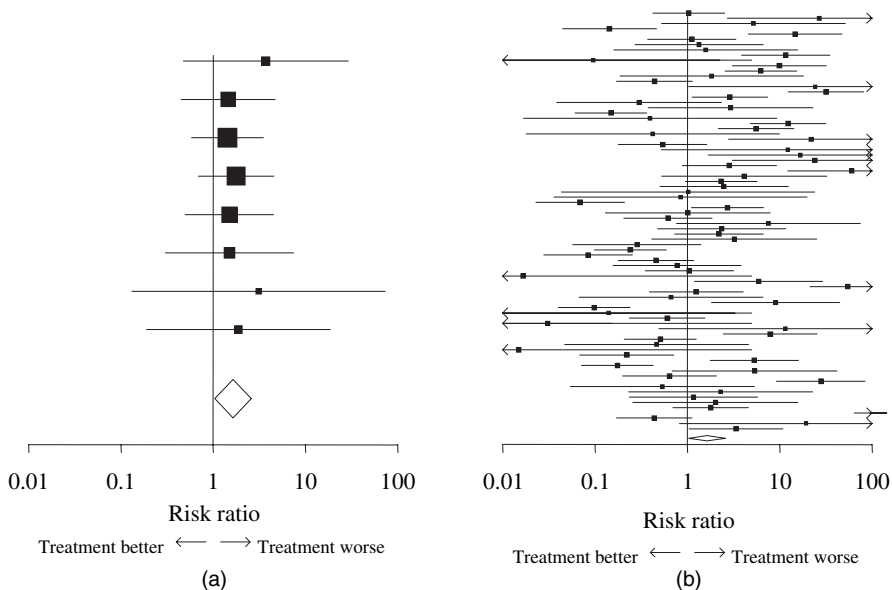 0.01 0.1 1 10 100
Risk ratio
Treatment better Treatment worse
(a)
0.01 0.1 1 10 100
Risk ratio
Treatment better Treatment worse
(b)